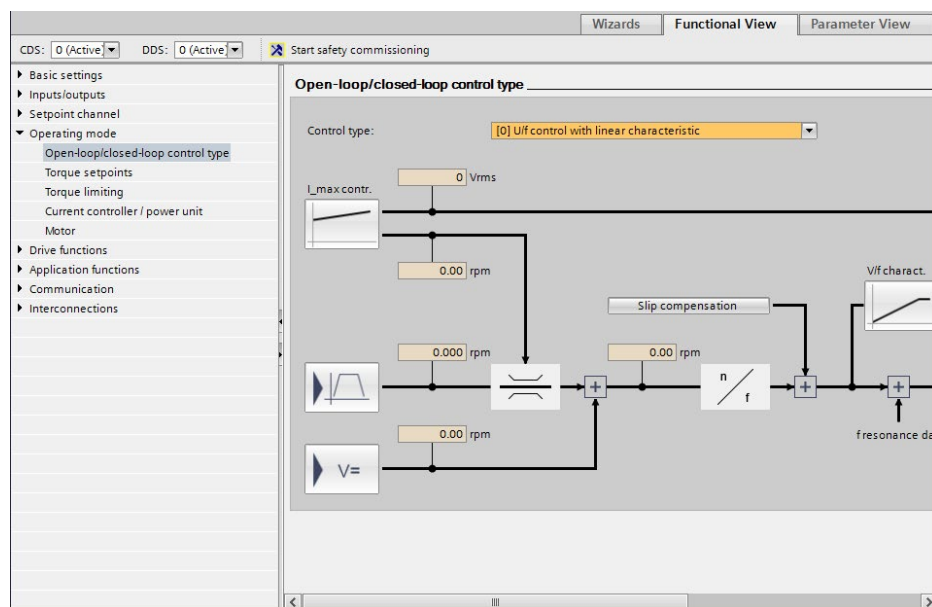 Wizards
Functional View
Parameter View
CDS: 0 (Active)
DDS: 0 (Active)
Start safety commissioning
Basic settings
Inputs/outputs
Setpoint channel
Operating mode
Open-loop/closed-loop control type
Torque setpoints
Torque limiting
Current controller / power unit
Motor
Drive functions
Application functions
Communication
Interconnections
Open-loop/closed-loop control type
Control type:
[0] U/f control with linear characteristic
0 Vrms
I_max contr.
0.00 rpm
V/f charact.
Slip compensation
0.000 rpm
0.00 rpm
n
f
+
+
+
0.00 rpm
f resonance da
V=